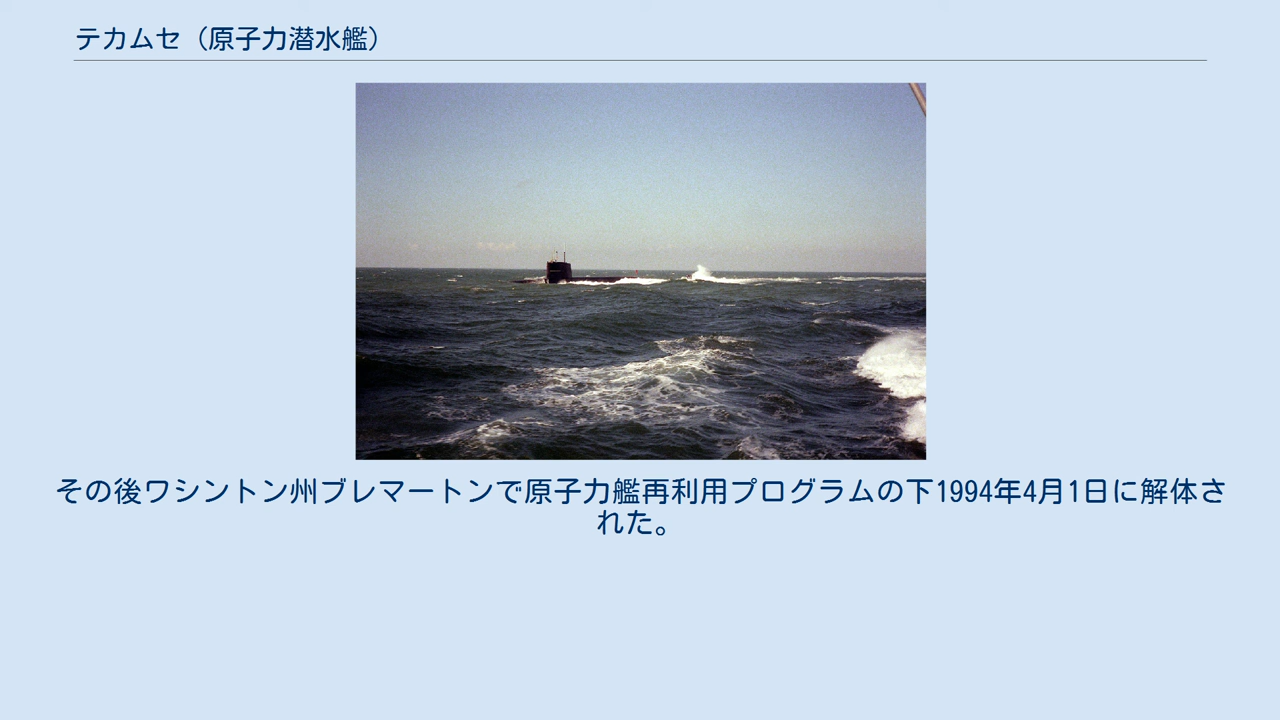 テカムセ（原子力潜水艦）
その後ワシントン州ブレマートンで原子力艦再利用プログラムの下1994年4月1日に解体さ
れた。